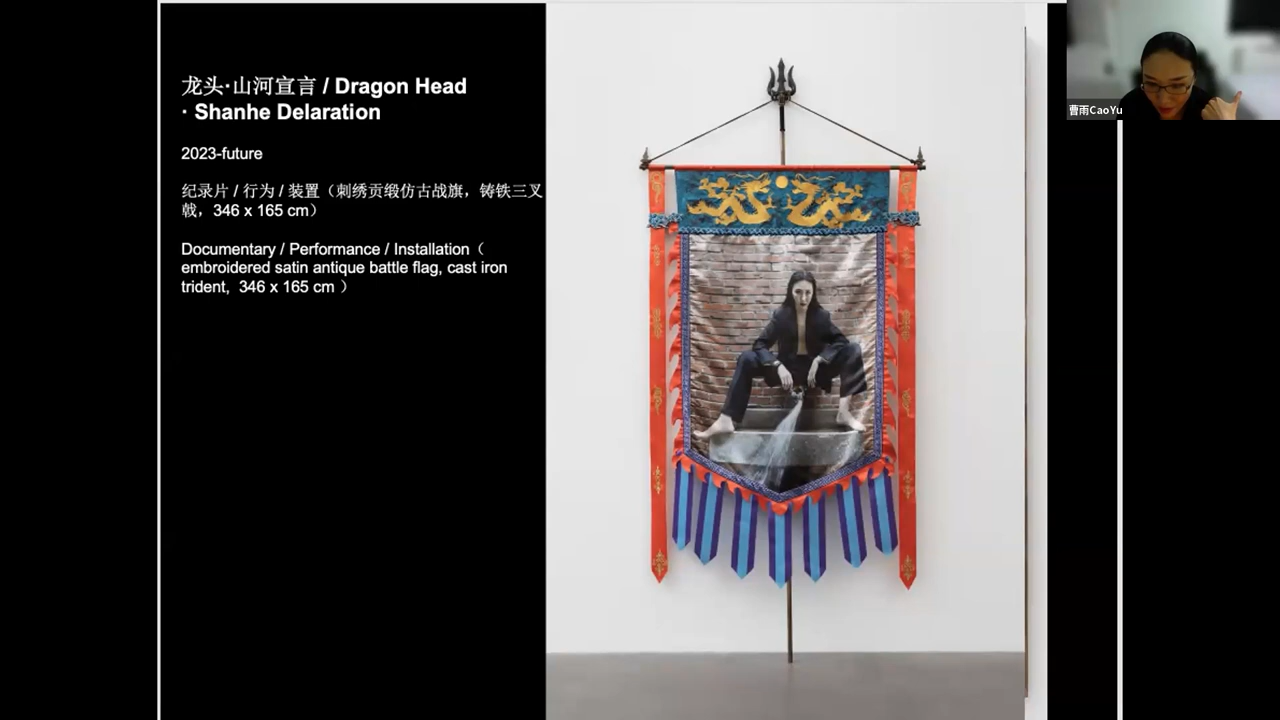 龙头·山河宣言 / Dragon Head
· Shanhe Delaration
2023-future
纪录片 / 行为 / 装置（刺绣贡缎仿古战旗，铸铁三叉
戟，346 x 165 cm）
Documentary / Performance / Installation（
embroidered satin antique battle flag, cast iron
trident,  346 x 165 cm ）
曹雨CaoYu